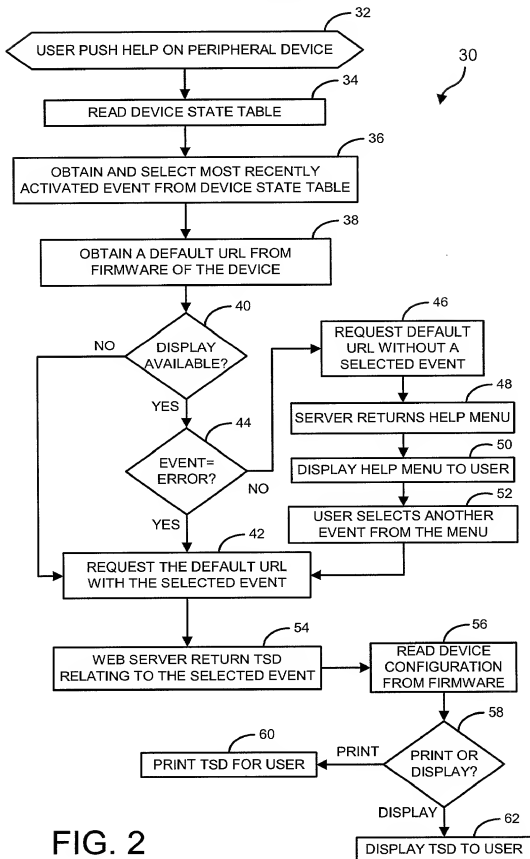 32
USER PUSH HELP ON PERIPHERAL DEVICE
30
34
READ DEVICE STATE TABLE
36
OBTAIN AND SELECT MOST RECENTLY
ACTIVATED EVENT FROM DEVICE STATE TABLE
38
OBTAIN A DEFAULT URL FROM
FIRMWARE OF THE DEVICE
40
NO
DISPLAY
AVAILABLE?
YES
44
EVENT=
ERROR?
NO
YES
46
REQUEST DEFAULT
URL WITHOUT A
SELECTED EVENT
48
SERVER RETURNS HELP MENU
50
DISPLAY HELP MENU TO USER
52
USER SELECTS ANOTHER
EVENT FROM THE MENU
42
REQUEST THE DEFAULT URL
WITH THE SELECTED EVENT
54
WEB SERVER RETURN TSD
RELATING TO THE SELECTED EVENT
56
READ DEVICE
CONFIGURATION
FROM FIRMWARE
58
PRINT OR
DISPLAY?
PRINT
60
PRINT TSD FOR USER
DISPLAY
62
DISPLAY TSD TO USER
FIG. 2